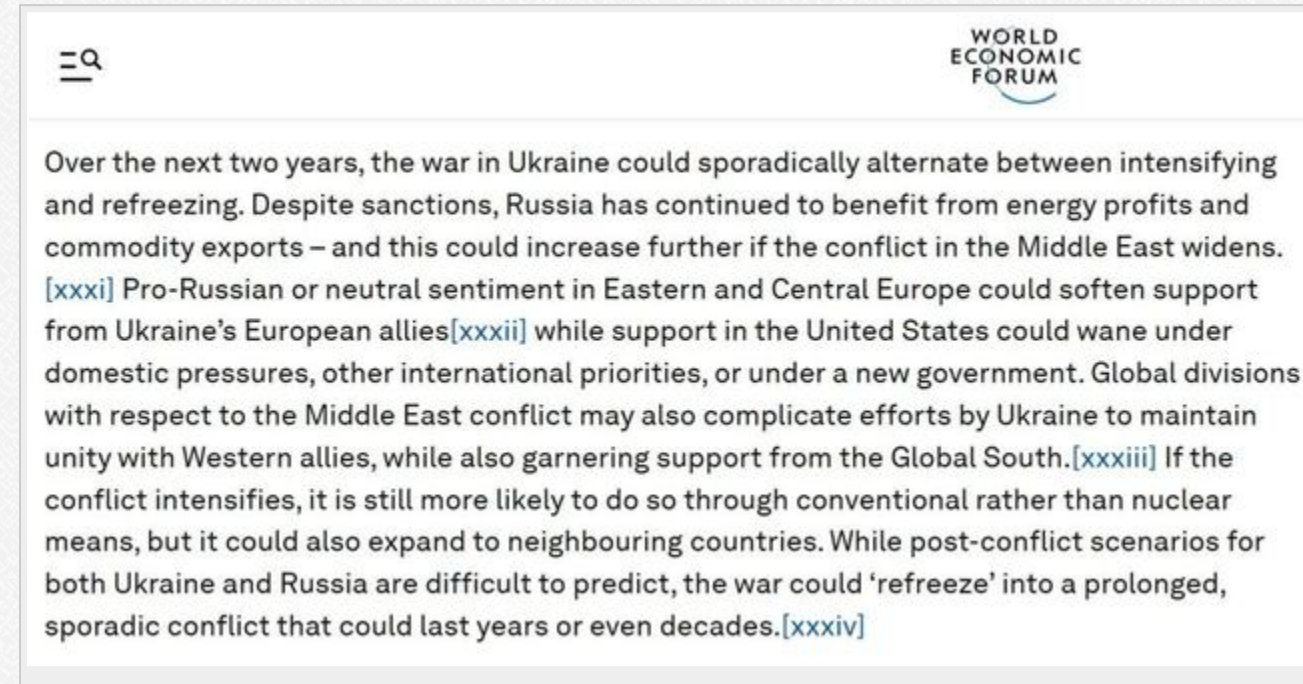 WORLD
ECONOMIC
FORUM
Over the next two years, the war in Ukraine could sporadically alternate between intensifying
and refreezing. Despite sanctions, Russia has continued to benefit from energy profits and
commodity exports – and this could increase further if the conflict in the Middle East widens.
[xxxi] Pro-Russian or neutral sentiment in Eastern and Central Europe could soften support
from Ukraine’s European allies[xxxii] while support in the United States could wane under
domestic pressures, other international priorities, or under a new government. Global divisions
with respect to the Middle East conflict may also complicate efforts by Ukraine to maintain
unity with Western allies, while also garnering support from the Global South.[xxxiii] If the
conflict intensifies, it is still more likely to do so through conventional rather than nuclear
means, but it could also expand to neighbouring countries. While post-conflict scenarios for
both Ukraine and Russia are difficult to predict, the war could ‘refreeze’ into a prolonged,
sporadic conflict that could last years or even decades.[xxxiv]